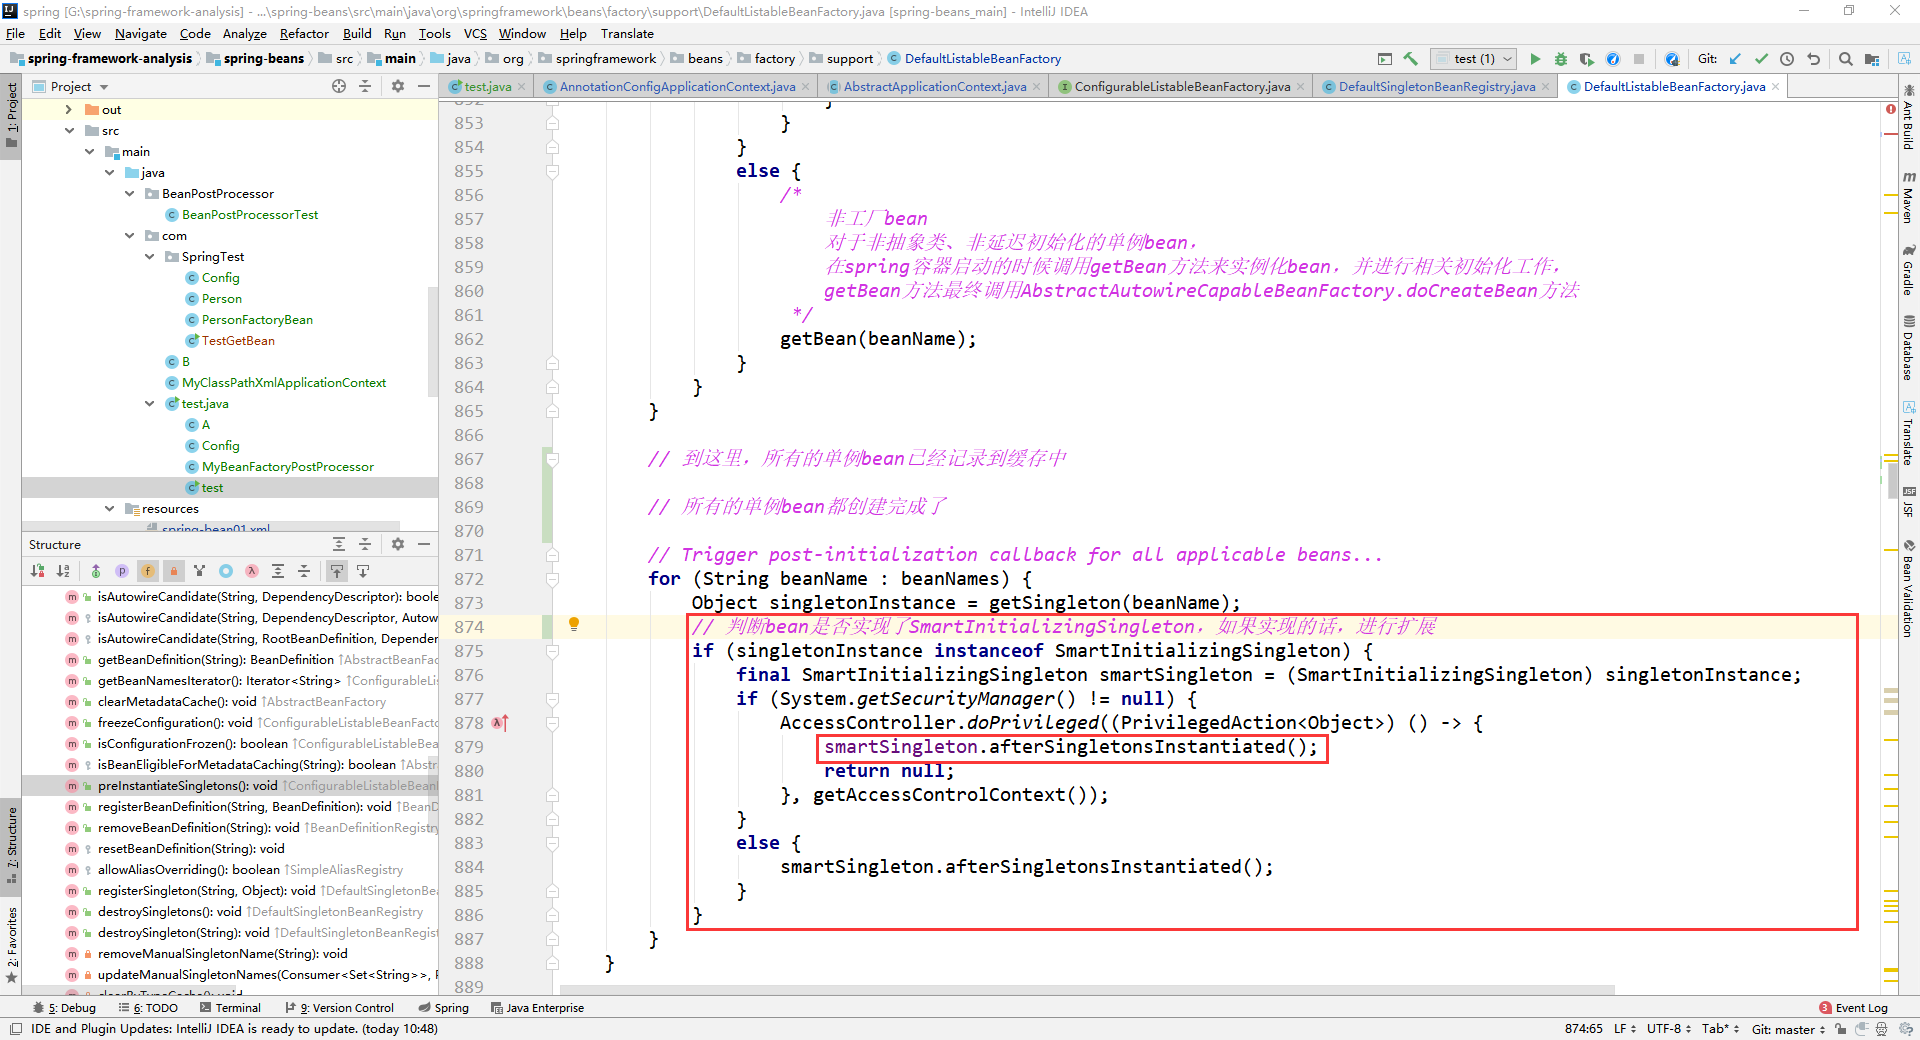 spring [G:\spring-framework-analysis] - ...\spring-beans\src\main\java\org\springframework\beans\factory\support\DefaultListableBeanFactory.java [spring-beans_main] - IntelliJ IDEA
File Edit View Navigate Code Analyze Refactor Build Run Tools VCS Window Help Translate
spring-framework-analysis spring-beans src main java org springframework beans factory support DefaultListableBeanFactory
test (1) Git:
Project
test.java AnnotationConfigApplicationContext.java AbstractApplicationContext.java ConfigurableListableBeanFactory.java DefaultSingletonBeanRegistry.java DefaultListableBeanFactory.java
1: Project
out
src
main
java
BeanPostProcessor
BeanPostProcessorTest
com
SpringTest
Config
Person
PersonFactoryBean
TestGetBean
B
MyClassPathXmlApplicationContext
test.java
A
Config
MyBeanFactoryPostProcessor
test
resources
spring-bean01.xml
Structure
isAutowireCandidate(String, DependencyDescriptor): boole
isAutowireCandidate(String, DependencyDescriptor, Autow
isAutowireCandidate(String, RootBeanDefinition, Depender
getBeanDefinition(String): BeanDefinition ↑AbstractBeanFac
getBeanNamesIterator(): Iterator<String> ↑ConfigurableLis
clearMetadataCache(): void ↑AbstractBeanFactory
freezeConfiguration(): void ↑ConfigurableListableBeanFactc
isConfigurationFrozen(): boolean ↑ConfigurableListableBea
isBeanEligibleForMetadataCaching(String): boolean ↑Abstr
preInstantiateSingletons(): void ↑ConfigurableListableBeanF
registerBeanDefinition(String, BeanDefinition): void ↑BeanD
removeBeanDefinition(String): void ↑BeanDefinitionRegistry
resetBeanDefinition(String): void
allowAliasOverriding(): boolean ↑SimpleAliasRegistry
registerSingleton(String, Object): void ↑DefaultSingletonBea
destroySingletons(): void ↑DefaultSingletonBeanRegistry
destroySingleton(String): void ↑DefaultSingletonBeanRegist
removeManualSingletonName(String): void
updateManualSingletonNames(Consumer<Set<String>>, P
clearByTypeCache(): void
7: Structure
2: Favorites
852 }
853 }
854 }
855 else {
856 /*
857 非工厂bean
858 对于非抽象类、非延迟初始化的单例bean,
859 在spring容器启动的时候调用getBean方法来实例化bean, 并进行相关初始化工作,
860 getBean方法最终调用AbstractAutowireCapableBeanFactory.doCreateBean方法
861 */
862 getBean(beanName);
863 }
864 }
865 }
866
867 // 到这里, 所有的单例bean已经记录到缓存中
868
869 // 所有的单例bean都创建完成了
870
871 // Trigger post-initialization callback for all applicable beans...
872 for (String beanName : beanNames) {
873 Object singletonInstance = getSingleton(beanName);
874 // 判断bean是否实现了SmartInitializingSingleton, 如果实现的话, 进行扩展
875 if (singletonInstance instanceof SmartInitializingSingleton) {
876 final SmartInitializingSingleton smartSingleton = (SmartInitializingSingleton) singletonInstance;
877 if (System.getSecurityManager() != null) {
878 AccessController.doPrivileged((PrivilegedAction<Object>) () -> {
879 smartSingleton.afterSingletonsInstantiated();
880 return null;
881 }, getAccessControlContext());
882 }
883 else {
884 smartSingleton.afterSingletonsInstantiated();
885 }
886 }
887 }
888 }
889
Ant Build
Maven
Gradle
Database
Translate
JSF
Bean Validation
5: Debug 6: TODO Terminal 9: Version Control Spring Java Enterprise 3 Event Log
IDE and Plugin Updates: IntelliJ IDEA is ready to update. (today 10:48) 874:65 LF UTF-8 Tab* Git: master